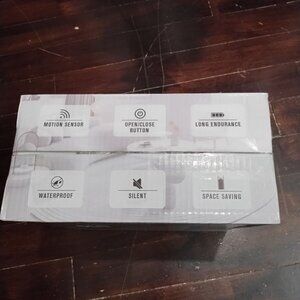 MOTION SENSOR
OPEN/CLOSE
BUTTON
LONG ENDURANCE
WATERPROOF
SILENT
SPACE SAVING